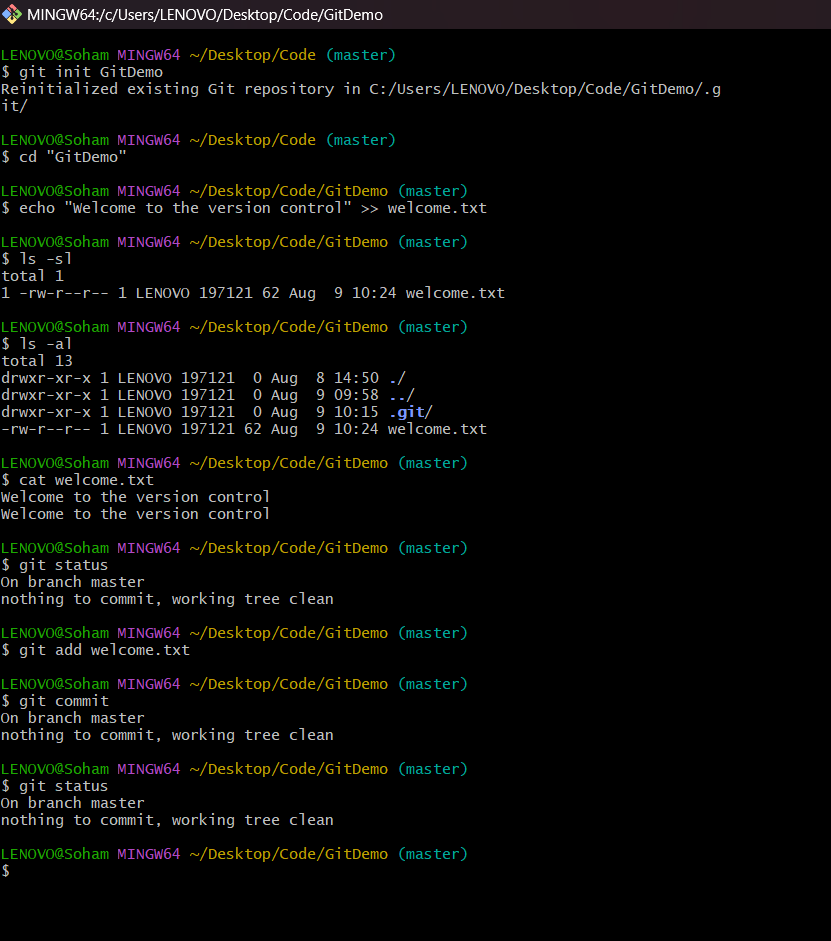 MINGW64:/c/Users/LENOVO/Desktop/Code/GitDemo
LENOVO@Soham MINGW64 ~/Desktop/Code (master)
$ git init GitDemo
Reinitialized existing Git repository in C:/Users/LENOVO/Desktop/Code/GitDemo/.g
it/
LENOVO@Soham MINGW64 ~/Desktop/Code (master)
$ cd "GitDemo"
LENOVO@Soham MINGW64 ~/Desktop/Code/GitDemo (master)
$ echo "Welcome to the version control" >> welcome.txt
LENOVO@Soham MINGW64 ~/Desktop/Code/GitDemo (master)
$ ls -sl
total 1
1 -rw-r--r-- 1 LENOVO 197121 62 Aug  9 10:24 welcome.txt
LENOVO@Soham MINGW64 ~/Desktop/Code/GitDemo (master)
$ ls -al
total 13
drwxr-xr-x 1 LENOVO 197121  0 Aug  8 14:50 ./
drwxr-xr-x 1 LENOVO 197121  0 Aug  9 09:58 ../
drwxr-xr-x 1 LENOVO 197121  0 Aug  9 10:15 .git/
-rw-r--r-- 1 LENOVO 197121 62 Aug  9 10:24 welcome.txt
LENOVO@Soham MINGW64 ~/Desktop/Code/GitDemo (master)
$ cat welcome.txt
Welcome to the version control
Welcome to the version control
LENOVO@Soham MINGW64 ~/Desktop/Code/GitDemo (master)
$ git status
On branch master
nothing to commit, working tree clean
LENOVO@Soham MINGW64 ~/Desktop/Code/GitDemo (master)
$ git add welcome.txt
LENOVO@Soham MINGW64 ~/Desktop/Code/GitDemo (master)
$ git commit
On branch master
nothing to commit, working tree clean
LENOVO@Soham MINGW64 ~/Desktop/Code/GitDemo (master)
$ git status
On branch master
nothing to commit, working tree clean
LENOVO@Soham MINGW64 ~/Desktop/Code/GitDemo (master)
$